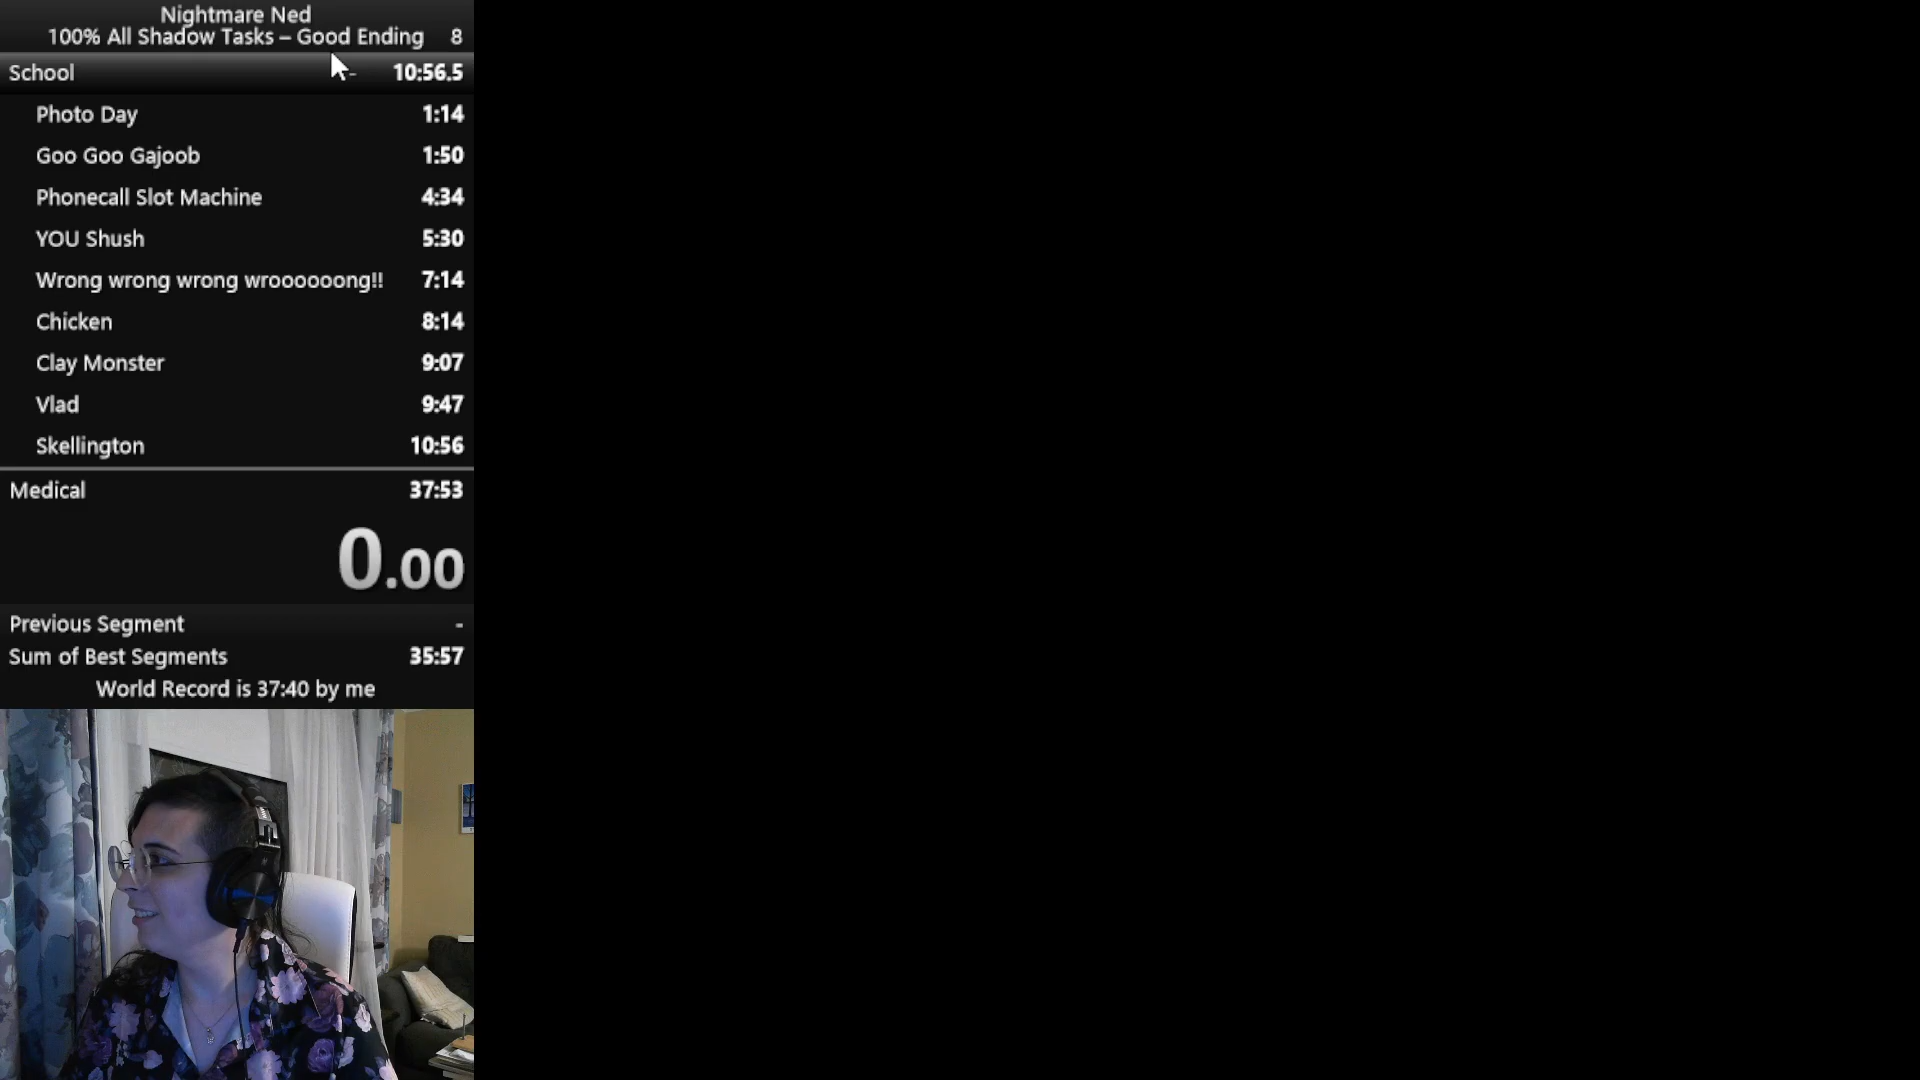 Nightmare Ned
100% All Shadow Tasks – Good Ending 8
School - 10:56.5
Photo Day 1:14
Goo Goo Gajoob 1:50
Phonecall Slot Machine 4:34
YOU Shush 5:30
Wrong wrong wrong wroooooong!! 7:14
Chicken 8:14
Clay Monster 9:07
Vlad 9:47
Skellington 10:56
Medical 37:53
0.00
Previous Segment -
Sum of Best Segments 35:57
World Record is 37:40 by me